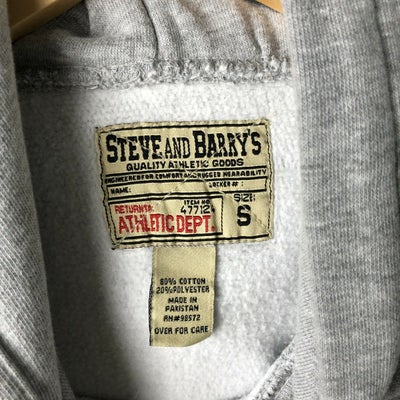 STEVE AND BARRY'S
QUALITY ATHLETIC GOODS
ENGINEERED FOR COMFORT AND RUGGED WEARABILITY
NAME: LOCKER #:
RETURN TO: ITEM NO. 47712 SIZE:
ATHLETIC DEPT. S
80% COTTON
20% POLYESTER
MADE IN
PAKISTAN
RN#98572
OVER FOR CARE